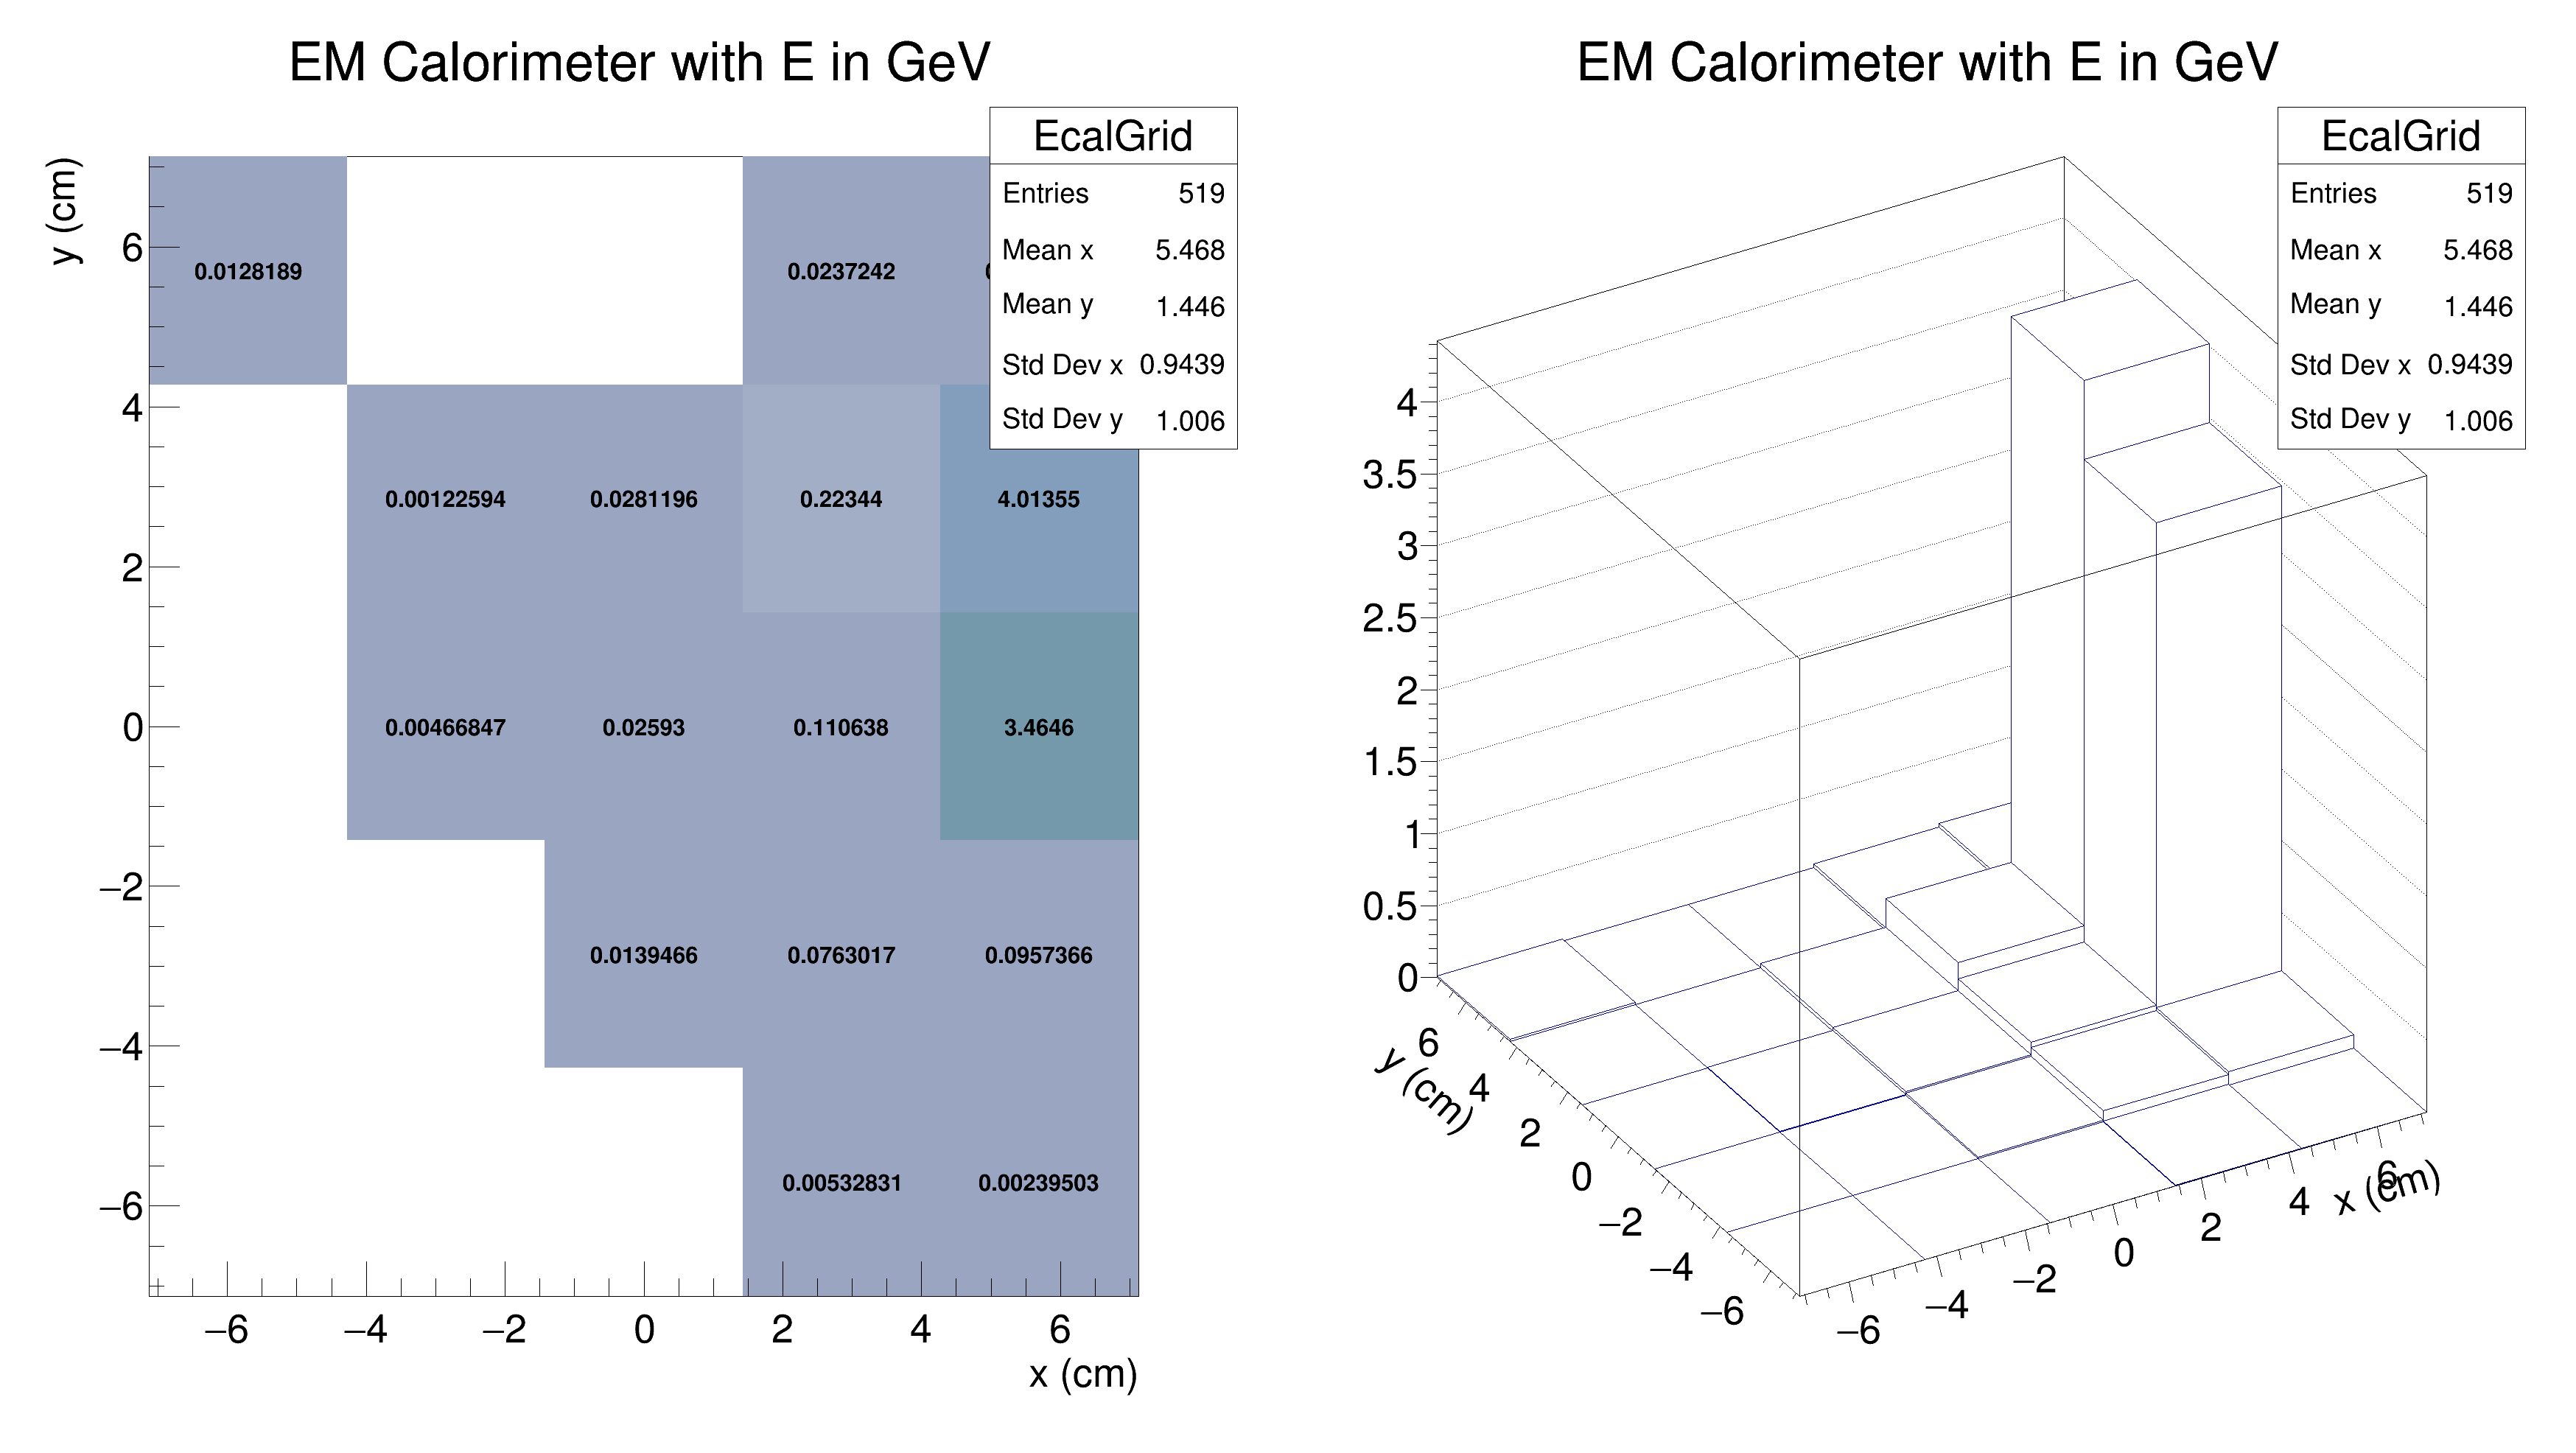 EM Calorimeter with E in GeV
EcalGrid
Entries 519
Mean x 5.468
Mean y 1.446
Std Dev x 0.9439
Std Dev y 1.006
y (cm)
6
4
2
0
−2
−4
−6
0.0128189 0.0237242
0.00122594 0.0281196 0.22344 4.01355
0.00466847 0.02593 0.110638 3.4646
0.0139466 0.0763017 0.0957366
0.00532831 0.00239503
−6 −4 −2 0 2 4 6
x (cm)
EM Calorimeter with E in GeV
EcalGrid
Entries 519
Mean x 5.468
Mean y 1.446
Std Dev x 0.9439
Std Dev y 1.006
4
3.5
3
2.5
2
1.5
1
0.5
0
y (cm)
6
4
2
0
−2
−4
−6
−6 −4 −2 0 2 4 6
x (cm)